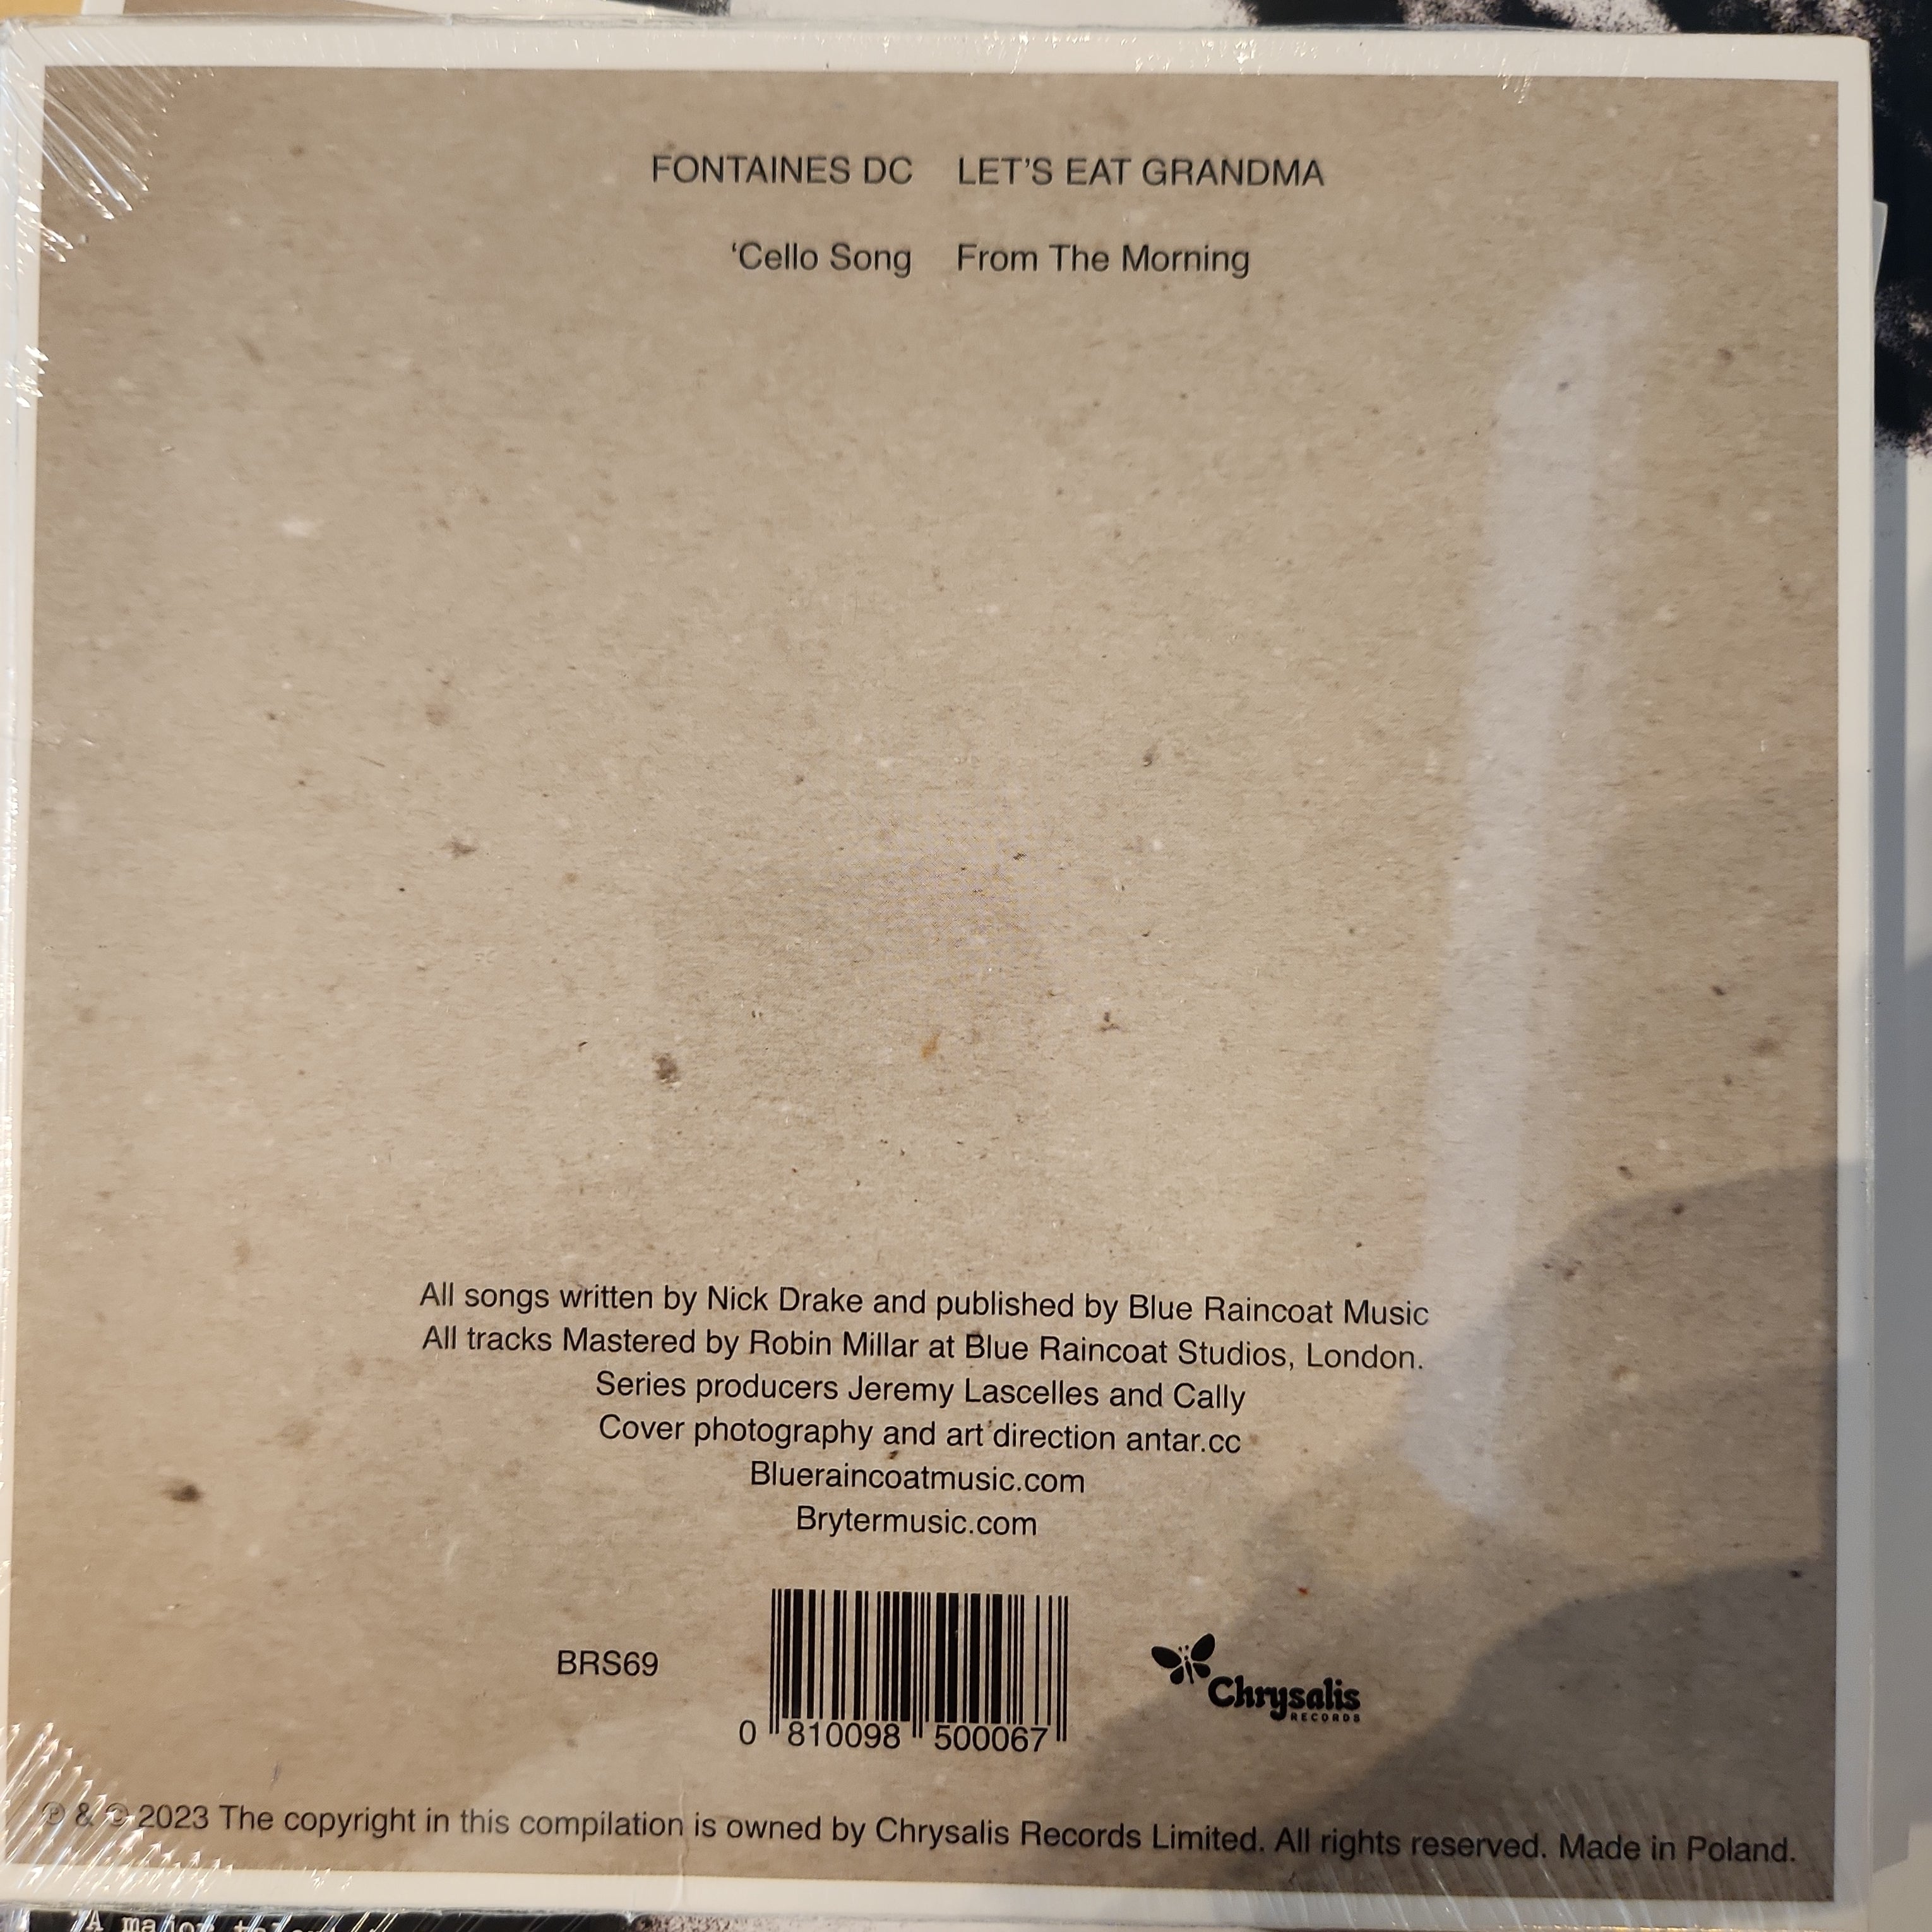 FONTAINES DC LET'S EAT GRANDMA
‘Cello Song From The Morning
All songs written by Nick Drake and published by Blue Raincoat Music
All tracks Mastered by Robin Millar at Blue Raincoat Studios, London.
Series producers Jeremy Lascelles and Cally
Cover photography and art direction antar.cc
Blueraincoatmusic.com
Brytermusic.com
BRS69
0 810098 500067
Chrysalis
RECORDS
℗ & © 2023 The copyright in this compilation is owned by Chrysalis Records Limited. All rights reserved. Made in Poland.
"A major